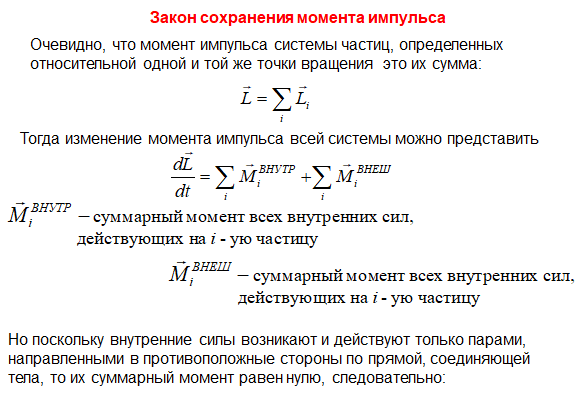 Закон сохранения момента импульса
Очевидно, что момент импульса системы частиц, определенных
относительной одной и той же точки вращения это их сумма:
$\vec{L} = \sum_{i} \vec{L}_i$
Тогда изменение момента импульса всей системы можно представить
$\frac{d\vec{L}}{dt} = \sum_{i} \vec{M}_i^{ВНУТР} + \sum_{i} \vec{M}_i^{ВНЕШ}$
$\vec{M}_i^{ВНУТР}$ – суммарный момент всех внутренних сил,
действующих на i - ую частицу
$\vec{M}_i^{ВНЕШ}$ – суммарный момент всех внутренних сил,
действующих на i - ую частицу
Но поскольку внутренние силы возникают и действуют только парами,
направленными в противоположные стороны по прямой, соединяющей
тела, то их суммарный момент равен нулю, следовательно: